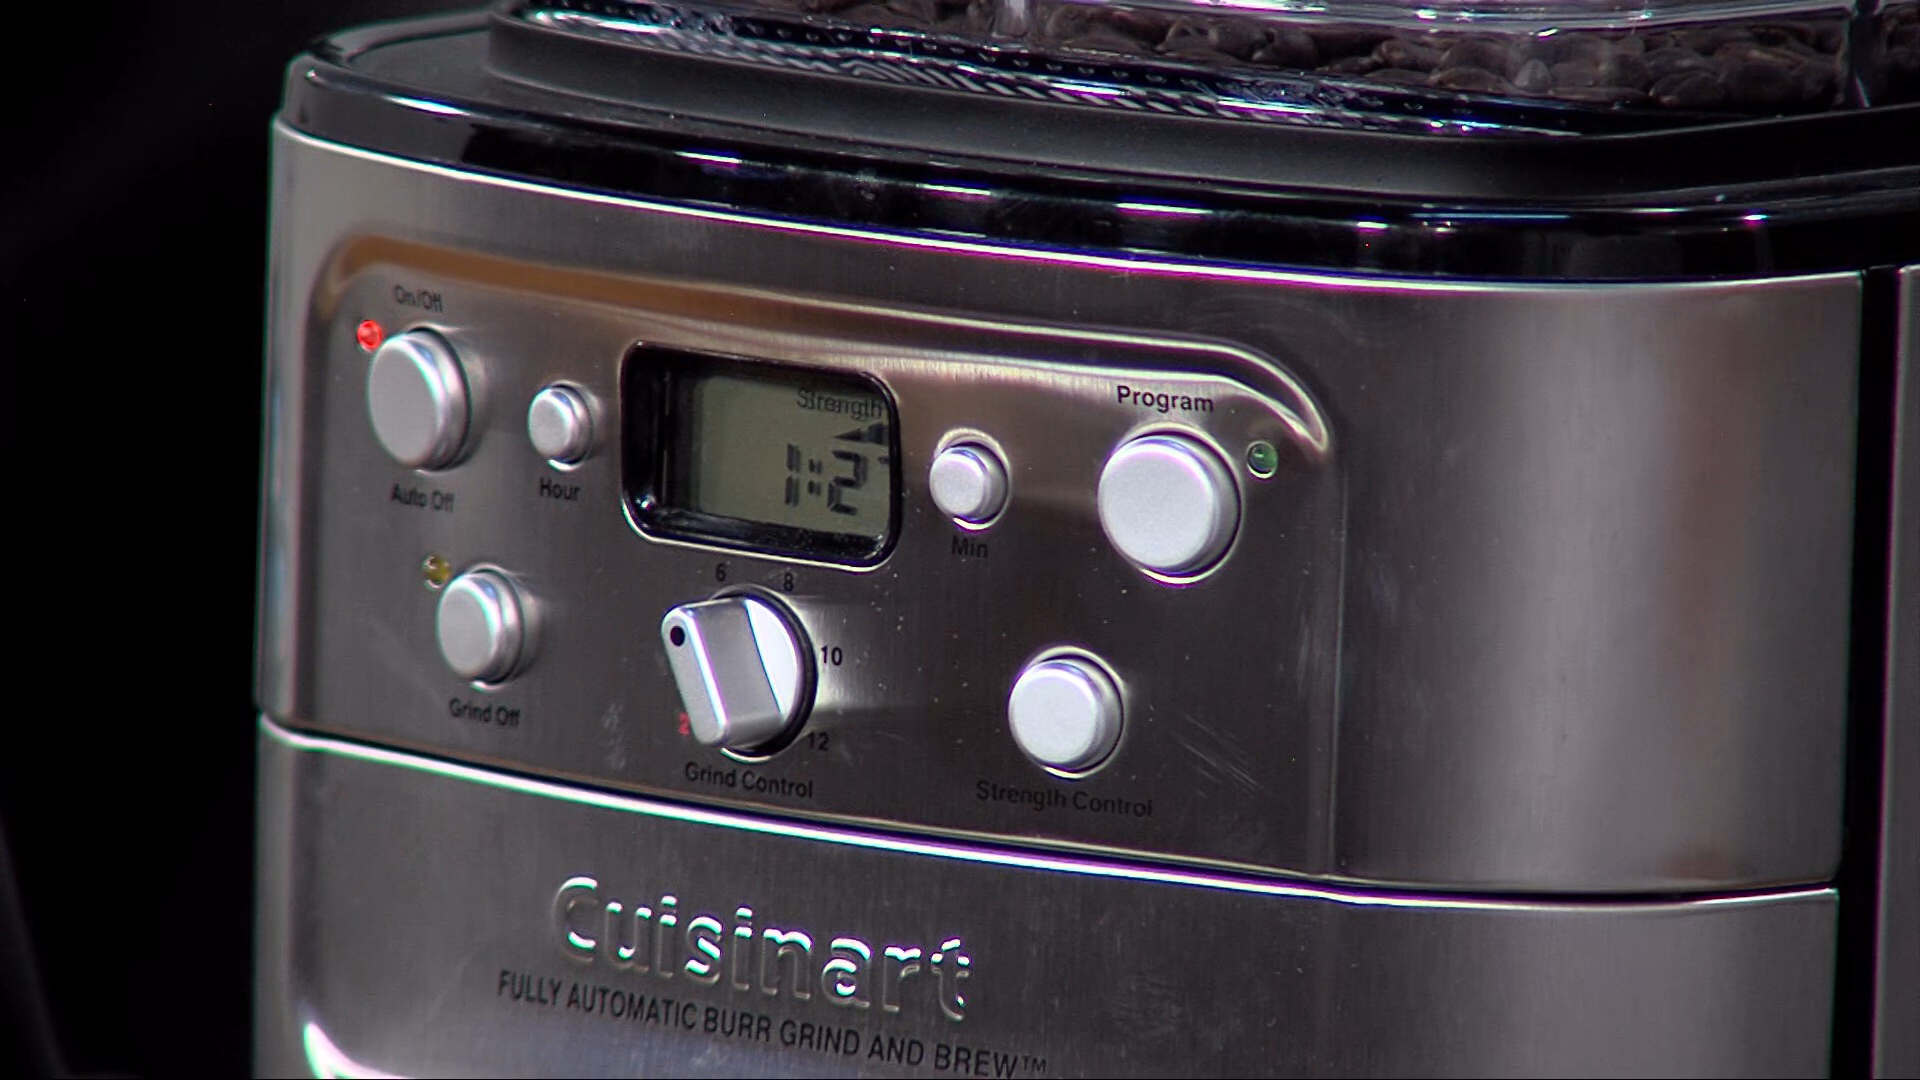 On/Off
Program
Strength
1:2
Auto Off
Hour
Min
6
8
10
2
12
Grind Off
Grind Control
Strength Control
Cuisinart
FULLY AUTOMATIC BURR GRIND AND BREW™